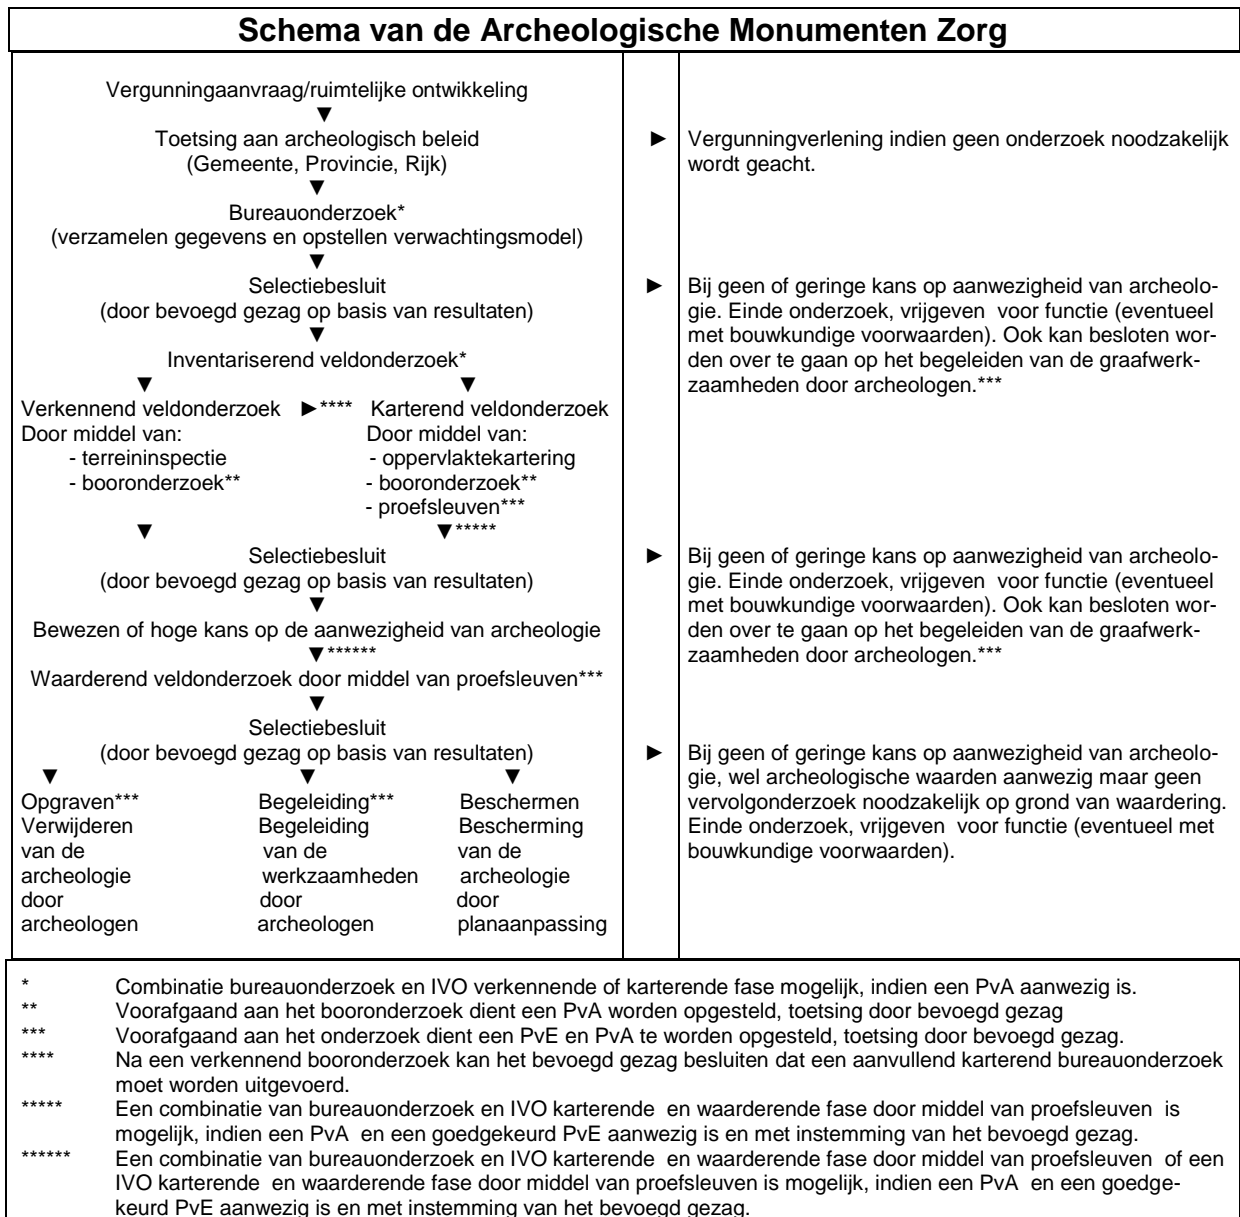 Schema van de Archeologische Monumenten Zorg
Vergunningaanvraag/ruimtelijke ontwikkeling
▼
Toetsing aan archeologisch beleid
(Gemeente, Provincie, Rijk)
► Vergunningverlening indien geen onderzoek noodzakelijk
wordt geacht.
▼
Bureauonderzoek*
(verzamelen gegevens en opstellen verwachtingsmodel)
▼
Selectiebesluit
(door bevoegd gezag op basis van resultaten)
► Bij geen of geringe kans op aanwezigheid van archeolo-
gie. Einde onderzoek, vrijgeven voor functie (eventueel
met bouwkundige voorwaarden). Ook kan besloten wor-
den over te gaan op het begeleiden van de graafwerk-
zaamheden door archeologen.***
▼
Inventariserend veldonderzoek*
▼ ▼
Verkennend veldonderzoek ►**** Karterend veldonderzoek
Door middel van: Door middel van:
- terreininspectie - oppervlaktekartering
- booronderzoek** - booronderzoek**
- proefsleuven***
▼ ▼*****
Selectiebesluit
(door bevoegd gezag op basis van resultaten)
► Bij geen of geringe kans op aanwezigheid van archeolo-
gie. Einde onderzoek, vrijgeven voor functie (eventueel
met bouwkundige voorwaarden). Ook kan besloten wor-
den over te gaan op het begeleiden van de graafwerk-
zaamheden door archeologen.***
▼
Bewezen of hoge kans op de aanwezigheid van archeologie
▼******
Waarderend veldonderzoek door middel van proefsleuven***
▼
Selectiebesluit
(door bevoegd gezag op basis van resultaten)
► Bij geen of geringe kans op aanwezigheid van archeolo-
gie, wel archeologische waarden aanwezig maar geen
vervolgonderzoek noodzakelijk op grond van waardering.
Einde onderzoek, vrijgeven voor functie (eventueel met
bouwkundige voorwaarden).
▼ ▼ ▼
Opgraven*** Begeleiding*** Beschermen
Verwijderen Begeleiding Bescherming
van de van de van de
archeologie werkzaamheden archeologie
door door door
archeologen archeologen planaanpassing
* Combinatie bureauonderzoek en IVO verkennende of karterende fase mogelijk, indien een PvA aanwezig is.
** Voorafgaand aan het booronderzoek dient een PvA worden opgesteld, toetsing door bevoegd gezag
*** Voorafgaand aan het onderzoek dient een PvE en PvA te worden opgesteld, toetsing door bevoegd gezag.
**** Na een verkennend booronderzoek kan het bevoegd gezag besluiten dat een aanvullend karterend bureauonderzoek
moet worden uitgevoerd.
***** Een combinatie van bureauonderzoek en IVO karterende en waarderende fase door middel van proefsleuven is
mogelijk, indien een PvA en een goedgekeurd PvE aanwezig is en met instemming van het bevoegd gezag.
****** Een combinatie van bureauonderzoek en IVO karterende en waarderende fase door middel van proefsleuven of een
IVO karterende en waarderende fase door middel van proefsleuven is mogelijk, indien een PvA en een goedge-
keurd PvE aanwezig is en met instemming van het bevoegd gezag.